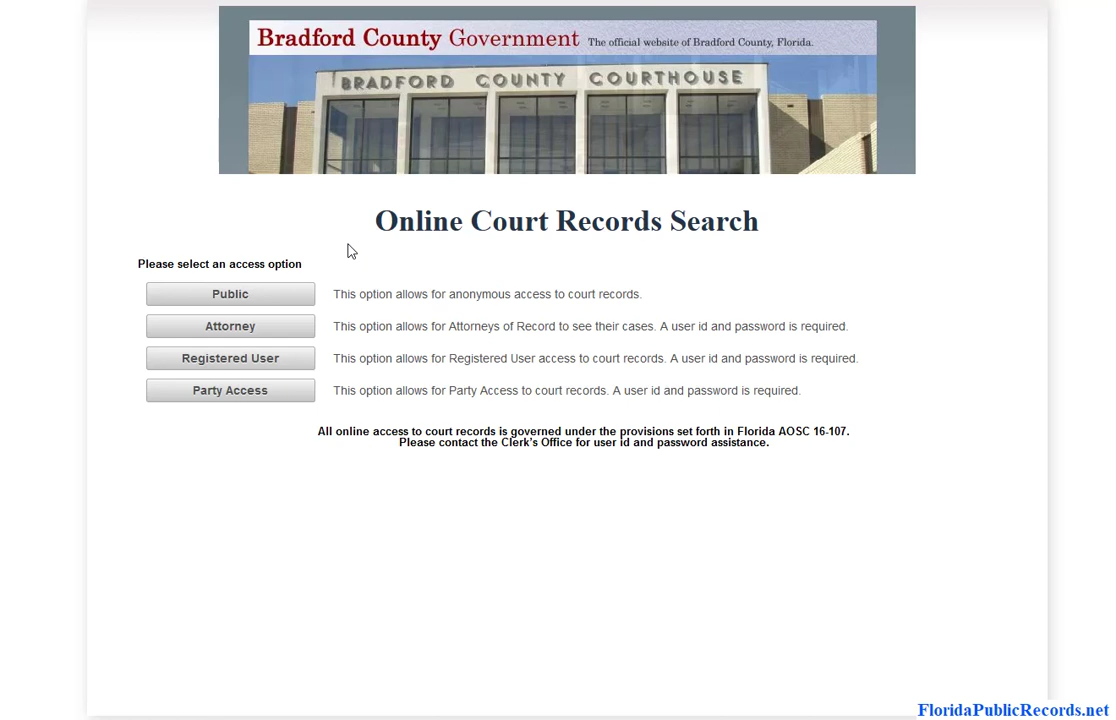 Bradford County Government The official website of Bradford County, Florida.
BRADFORD COUNTY COURTHOUSE
Online Court Records Search
Please select an access option
Public This option allows for anonymous access to court records.
Attorney This option allows for Attorneys of Record to see their cases. A user id and password is required.
Registered User This option allows for Registered User access to court records. A user id and password is required.
Party Access This option allows for Party Access to court records. A user id and password is required.
All online access to court records is governed under the provisions set forth in Florida AOSC 16-107.
Please contact the Clerk's Office for user id and password assistance.
FloridaPublicRecords.net